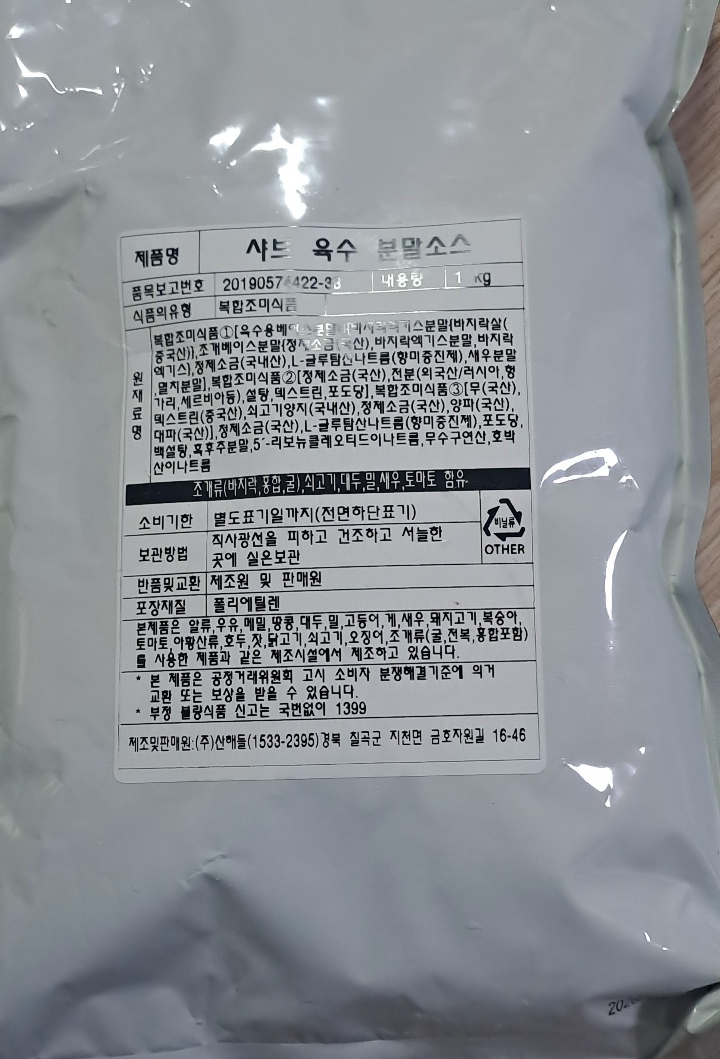 제품명 샤브 육수 분말소스
품목보고번호 내용량 1 Kg
식품의유형 복합조미식품
원재료명
복합조미식품①[육수용베이스분말{바지락살(
중국산)},조개베이스분말{정제소금(국산),바지락엑기스분말,바지락
엑기스},정제소금(국내산),L-글루탐산나트륨(향미증진제),새우분말
,멸치분말],복합조미식품②[정제소금(국산),전분(외국산/러시아,헝
가리,세르비아등),설탕,덱스트린,포도당],복합조미식품③[무(국산),
덱스트린(중국산),쇠고기양지(국내산),정제소금(국산),양파(국산),
대파(국산)],정제소금(국산),L-글루탐산나트륨(향미증진제),포도당,
백설탕,흑후추분말,5´-리보뉴클레오티드이나트륨,무수구연산,호박
산이나트륨
조개류(바지락,홍합,굴),쇠고기,대두,밀,새우,토마토 함유
소비기한 별도표기일까지(전면하단표기)
비닐류
OTHER
보관방법 직사광선을 피하고 건조하고 서늘한
곳에 실온보관
반품및교환 제조원 및 판매원
포장재질 폴리에틸렌
본제품은 알류,우유,메밀,땅콩,대두,밀,고등어,게,새우,돼지고기,복숭아,
토마토,아황산류,호두,잣,닭고기,쇠고기,오징어,조개류(굴,전복,홍합포함)
를 사용한 제품과 같은 제조시설에서 제조하고 있습니다.
* 본 제품은 공정거래위원회 고시 소비자 분쟁해결기준에 의거
교환 또는 보상을 받을 수 있습니다.
* 부정 불량식품 신고는 국번없이 1399
제조및판매원:(주)산해들(1533-2395)경북 칠곡군 지천면 금호자원길 16-46